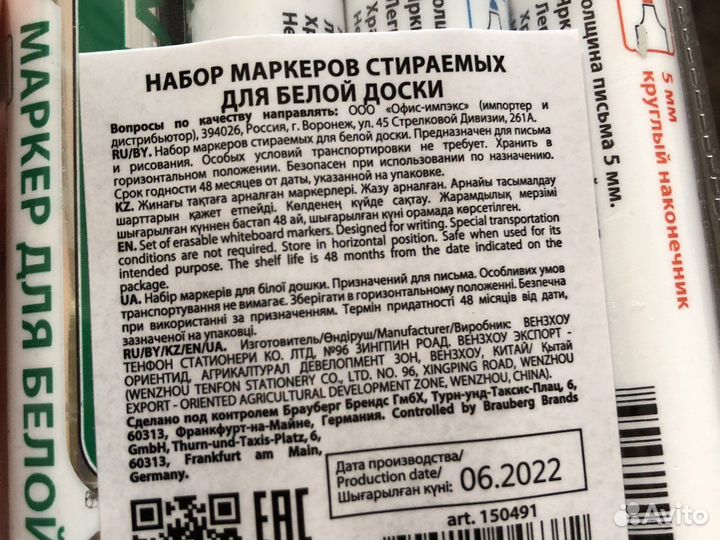 НАБОР МАРКЕРОВ СТИРАЕМЫХ
ДЛЯ БЕЛОЙ ДОСКИ
Вопросы по качеству направлять: ООО «Офис-импэкс» (импортер и
дистрибьютор), 394026, Россия, г. Воронеж, ул. 45 Стрелковой Дивизии, 261А.
RU/BY. Набор маркеров стираемых для белой доски. Предназначен для письма
и рисования. Особых условий транспортировки не требует. Хранить в
горизонтальном положении. Безопасен при использовании по назначению.
Срок годности 48 месяцев от даты, указанной на упаковке.
KZ. Жинағы тақтаға арналған маркерлері. Жазу арналған. Арнайы тасымалдау
шарттарын қажет етпейді. Көлденең күйде сақтау. Жарамдылық мерзімі
шығарылған күннен бастап 48 ай, шығарылған күні орамада көрсетілген.
EN. Set of erasable whiteboard markers. Designed for writing. Special transportation
conditions are not required. Store in horizontal position. Safe when used for its
intended purpose. The shelf life is 48 months from the date indicated on the
package.
UA. Набір маркерів для білої дошки. Призначений для письма. Особливих умов
транспортування не вимагає. Зберігати в горизонтальному положенні. Безпечна
при використанні за призначенням. Термін придатності 48 місяців від дати,
зазначеної на упаковці.
RU/BY/KZ/EN/UA. Изготовитель/Өндіруш/Manufacturer/Виробник: ВЕНЗХОУ
ТЕНФОН СТАТИОНЕРИ КО. ЛТД, №96 ЗИНГПИН РОАД, ВЕНЗХОУ ЭКСПОРТ -
ОРИЕНТИД, АГРИКАЛТУРАЛ ДЕВЕЛОПМЕНТ ЗОН, ВЕНЗХОУ, КИТАЙ/ Қытай
(WENZHOU TENFON STATIONERY CO., LTD. NO. 96, XINGPING ROAD, WENZHOU
EXPORT - ORIENTED AGRICULTURAL DEVELOPMENT ZONE, WENZHOU, CHINA).
Сделано под контролем Брауберг Брендс ГмбХ, Турн-унд-Таксис-Плац, 6,
60313, Франкфурт-на-Майне, Германия. Controlled by Brauberg Brands
GmbH, Thurn-und-Taxis-Platz, 6,
60313, Frankfurt am Main,
Germany.
Дата производства/
Production date/
Шығарылған күні:
06.2022
EAC
art. 150491
МАРКЕР ДЛЯ БЕЛОЙ
5 мм
круглый наконечник
олщина письма 5 мм.
Avito